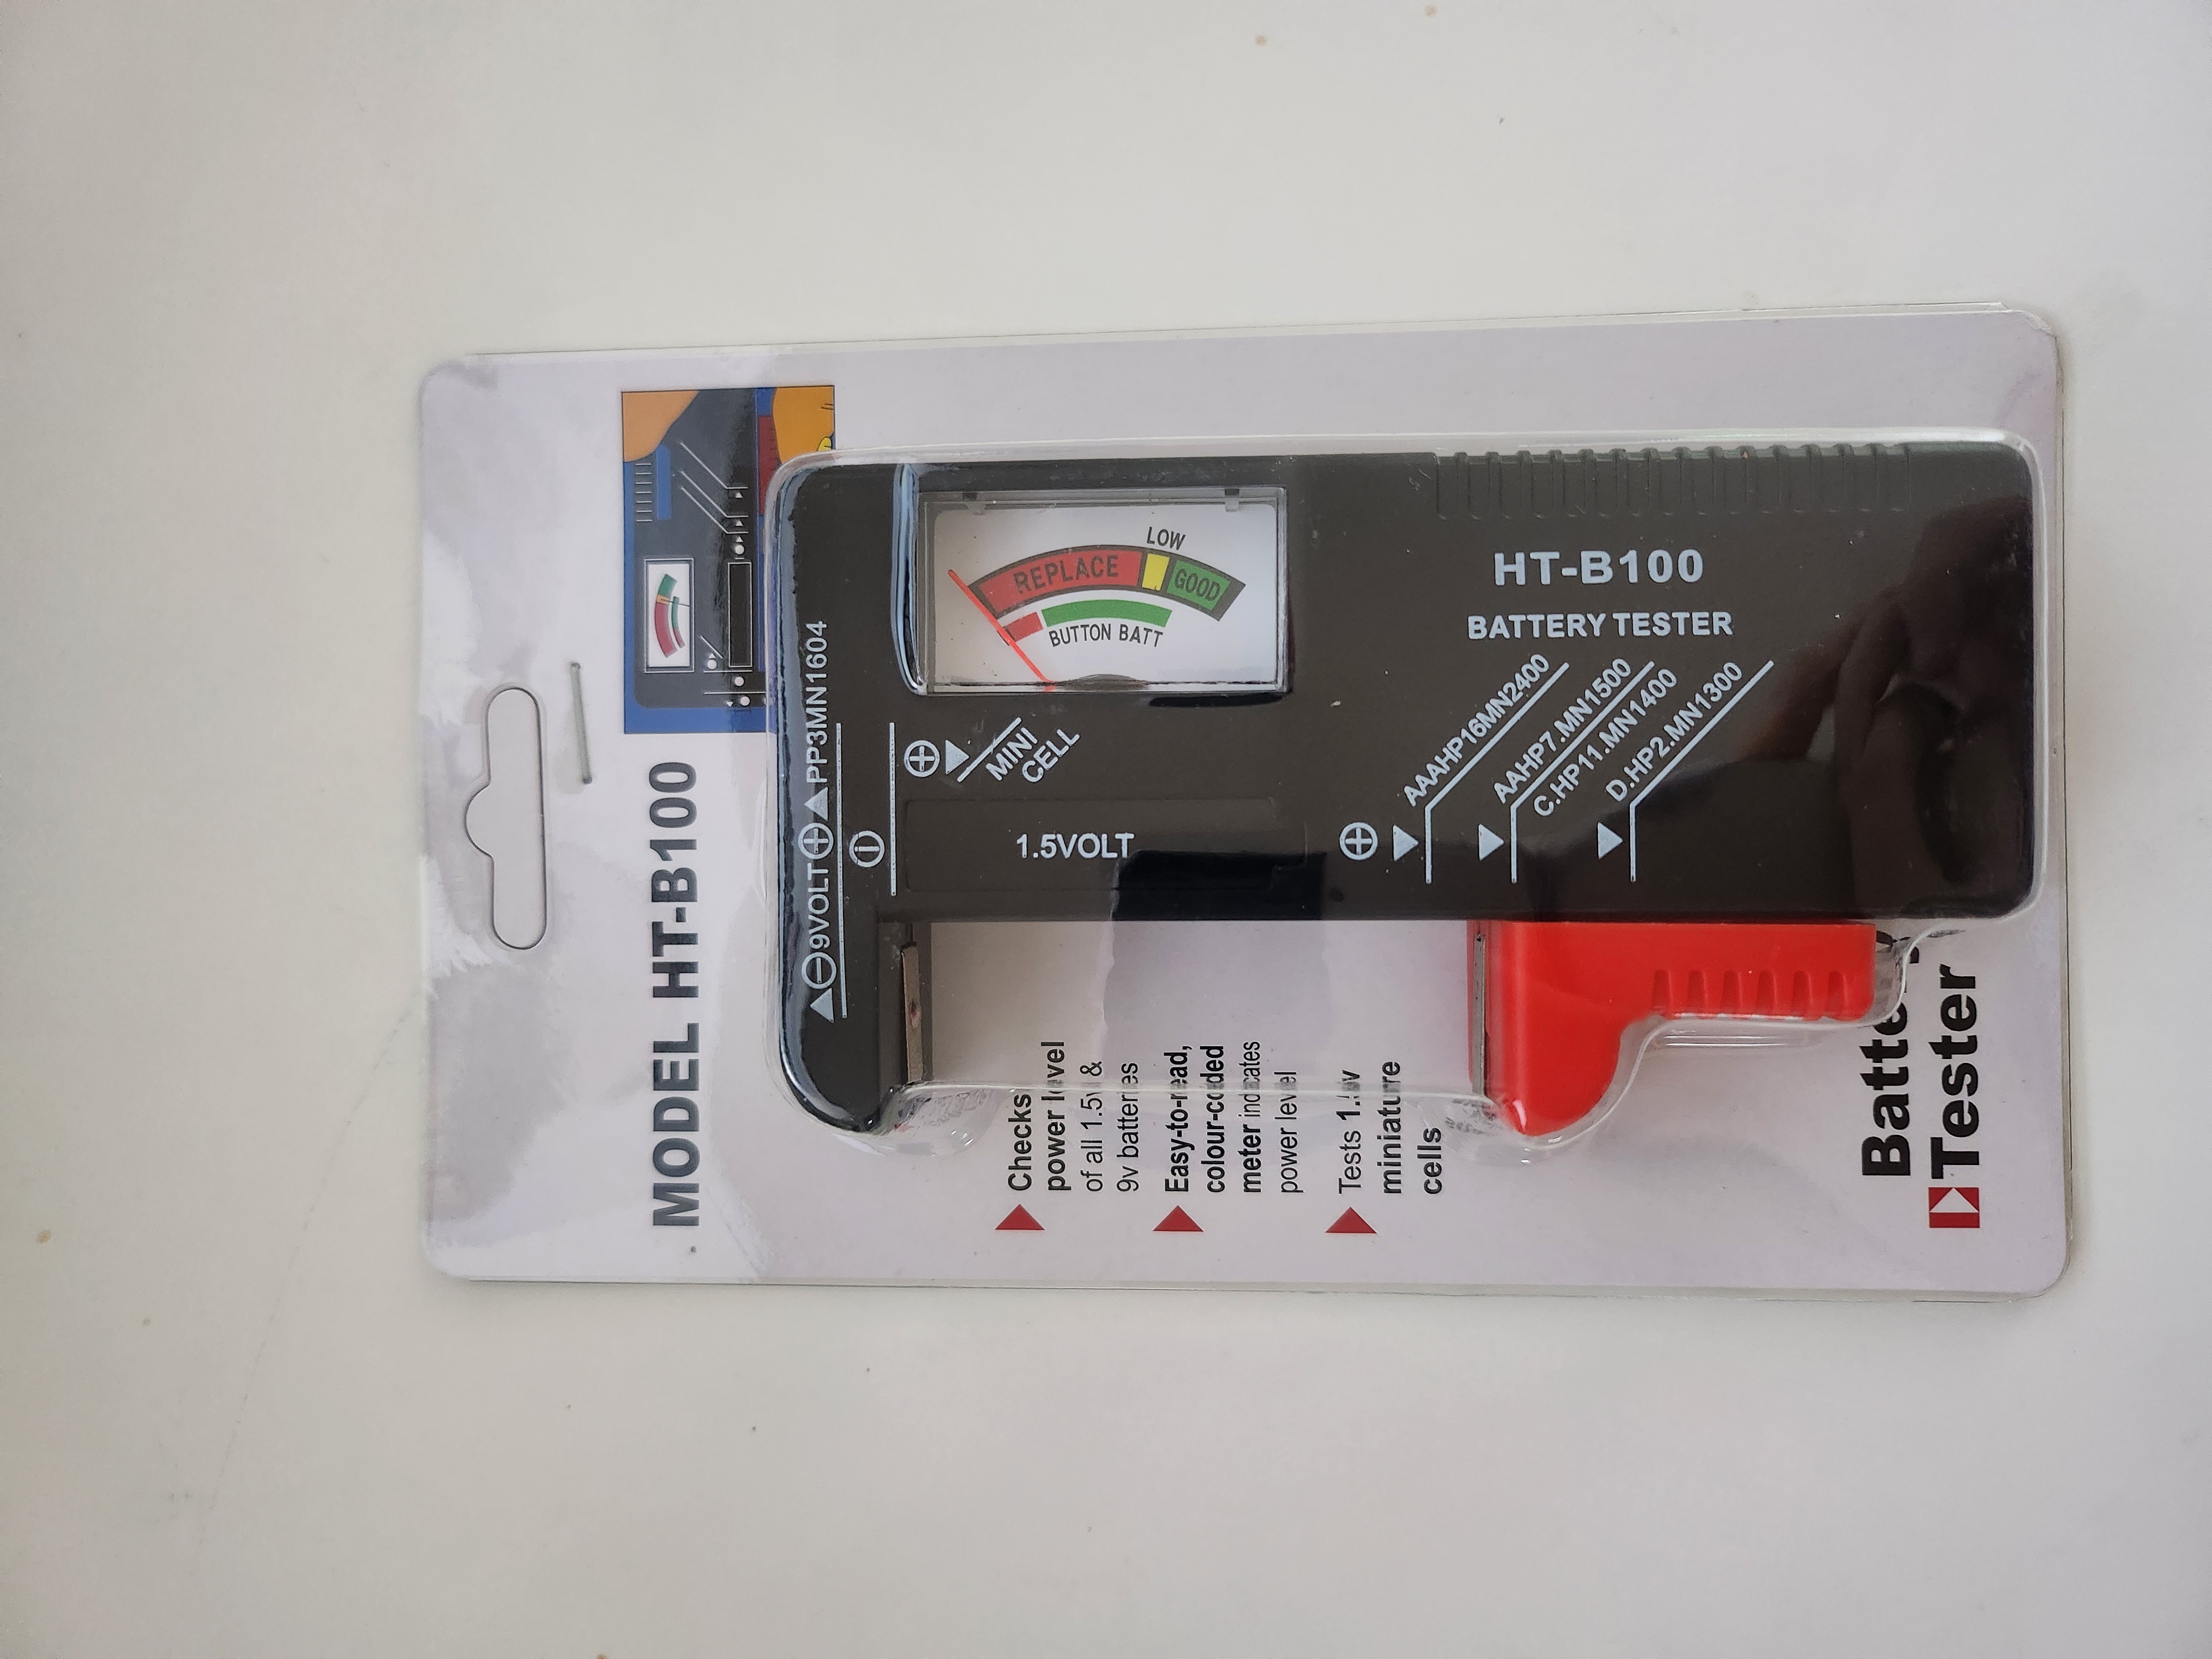 MODEL HT-B100
9VOLT PP3MN1604
REPLACE
LOW
GOOD
BUTTON BATT
MINI
CELL
1.5VOLT
HT-B100
BATTERY TESTER
AAAHP16MN2400
AAHP7.MN1500
C.HP11.MN1400
D.HP2.MN1300
Checks
power level
of all 1.5v &
9v batteries
Easy-to-read,
colour-coded
meter indicates
power level
Tests 1.5v
miniature
cells
Battery
Tester